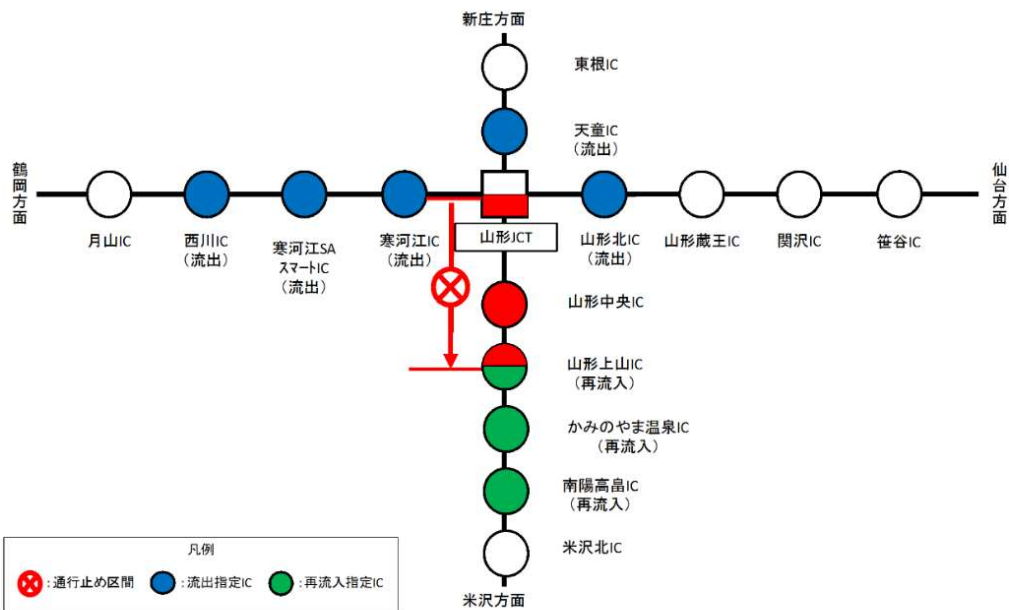 新庄方面
東根IC
天童IC
(流出)
鶴岡方面
仙台方面
月山IC
西川IC
(流出)
寒河江SA
スマートIC
(流出)
寒河江IC
(流出)
山形JCT
山形北IC
(流出)
山形蔵王IC
関沢IC
笹谷IC
山形中央IC
山形上山IC
(再流入)
かみのやま温泉IC
(再流入)
南陽高畠IC
(再流入)
米沢北IC
米沢方面
凡例
:通行止め区間
:流出指定IC
:再流入指定IC